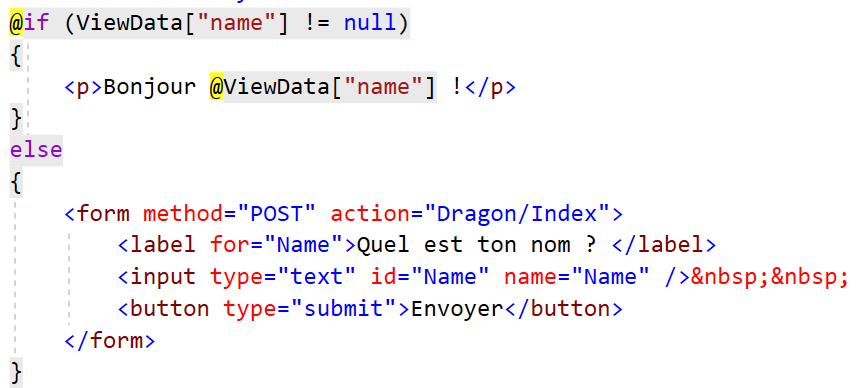 @if (ViewData["name"] != null)
{
<p>Bonjour @ViewData["name"] !</p>
}
else
{
<form method="POST" action="Dragon/Index">
<label for="Name">Quel est ton nom ? </label>
<input type="text" id="Name" name="Name" />&nbsp;&nbsp;
<button type="submit">Envoyer</button>
</form>
}